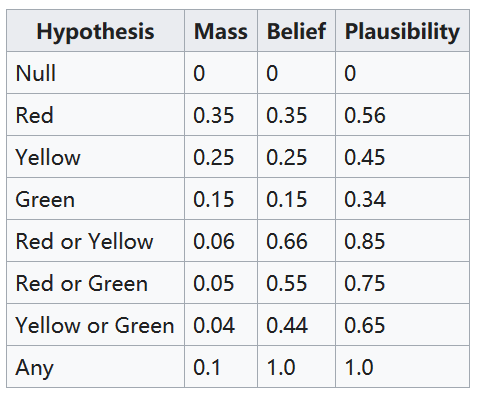 Hypothesis Mass Belief Plausibility
Null 0 0 0
Red 0.35 0.35 0.56
Yellow 0.25 0.25 0.45
Green 0.15 0.15 0.34
Red or Yellow 0.06 0.66 0.85
Red or Green 0.05 0.55 0.75
Yellow or Green 0.04 0.44 0.65
Any 0.1 1.0 1.0